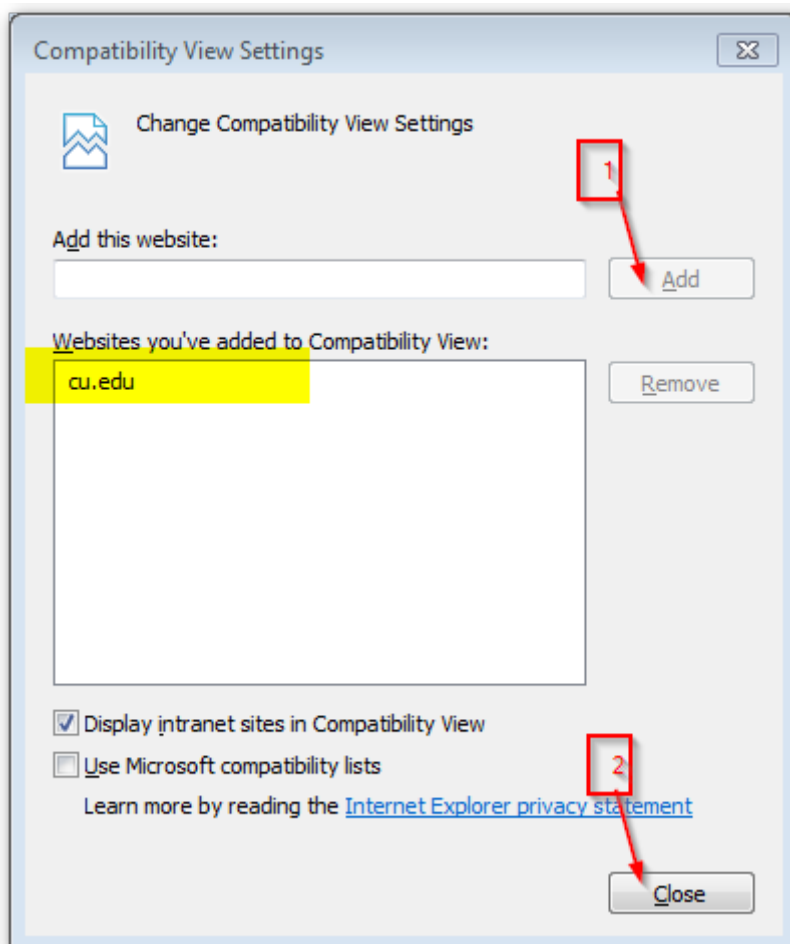 Compatibility View Settings
Change Compatibility View Settings
1
Add this website:
Add
Websites you've added to Compatibility View:
cu.edu
Remove
Display intranet sites in Compatibility View
Use Microsoft compatibility lists
2
Learn more by reading the Internet Explorer privacy statement
Close